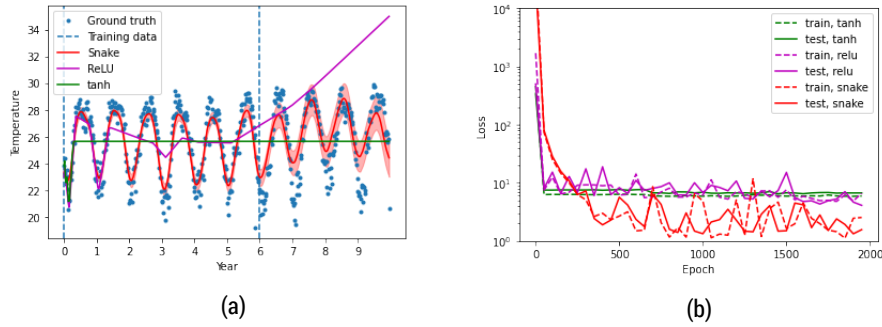 Ground truth
Training data
Snake
ReLU
tanh
34
32
30
28
26
24
22
20
Temperature
0 1 2 3 4 5 6 7 8 9
Year
(a)
train, tanh
test, tanh
train, relu
test, relu
train, snake
test, snake
10⁴
10³
10²
10¹
10⁰
Loss
0 500 1000 1500 2000
Epoch
(b)